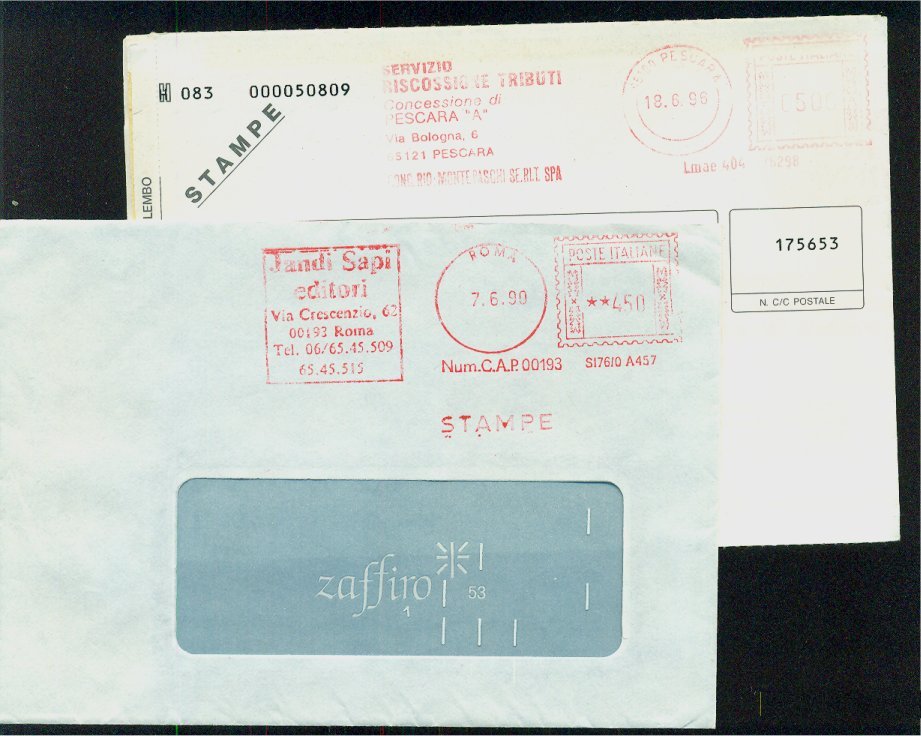 083 000050809
STAMPE
LEMBO
SERVIZIO
RISCOSSIONE TRIBUTI
Concessione di
PESCARA "A"
Via Bologna, 6
65121 PESCARA
PESCARA
18.6.96
POSTE ITALIANE
Lmae 404
175653
N. C/C POSTALE
Jandi Sapi
editori
Via Crescenzio, 62
00193 Roma
Tel. 06/65.45.509
65.45.515
ROMA
7.6.90
Num.C.A.P. 00193
POSTE ITALIANE
**450
S176/0 A457
STAMPE
zaffiro
1
53